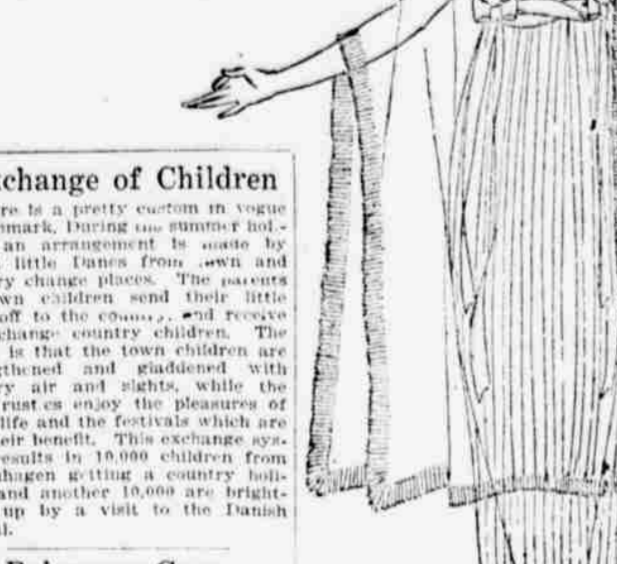 change of Children
re is a pretty custom in vogue
mark. During the summer hol-
an arrangement is made by
little Danes from town and
ry change places. The parents
wn children send their little
off to the country, and receive
change country children. The
is that the town children are
gthened and gladdened with
ry air and sights, while the
rustics enjoy the pleasures of
life and the festivals which are
eir benefit. This exchange sys-
esults in 10,000 children from
hagen getting a country holi-
and another 10,000 are bright-
up by a visit to the Danish
l.